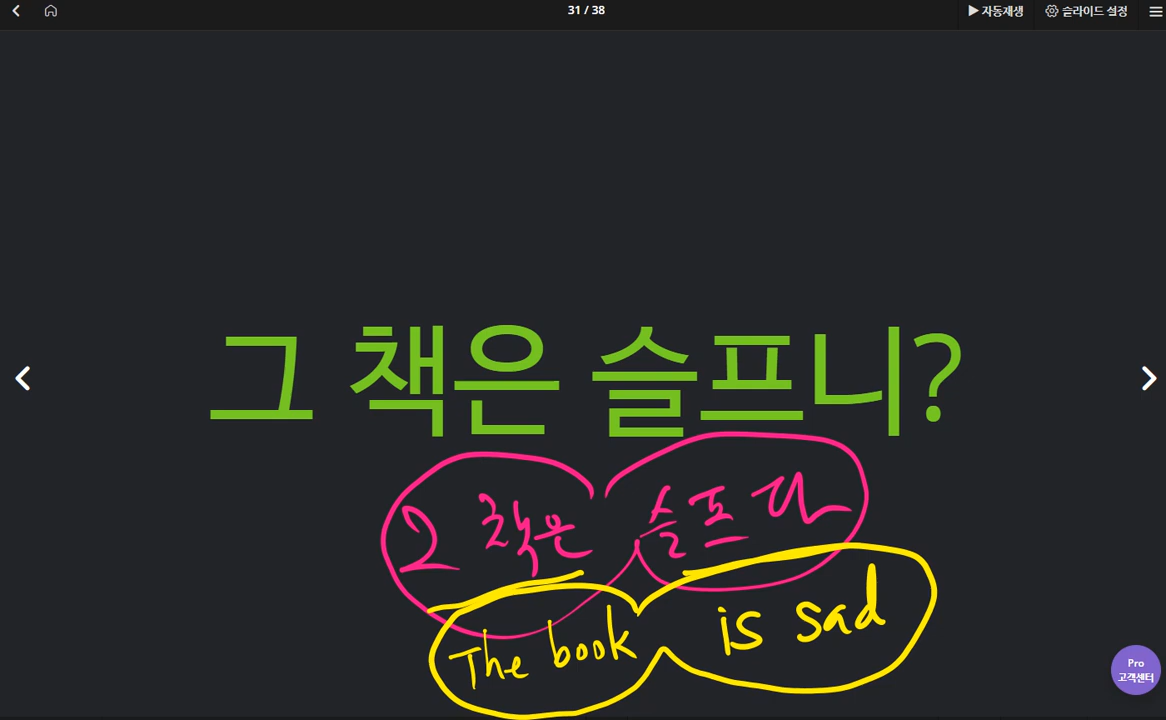 31 / 38
▶ 자동재생
슬라이드 설정
그 책은 슬프니?
그 책은 슬프다
The book is sad
Pro
고객센터